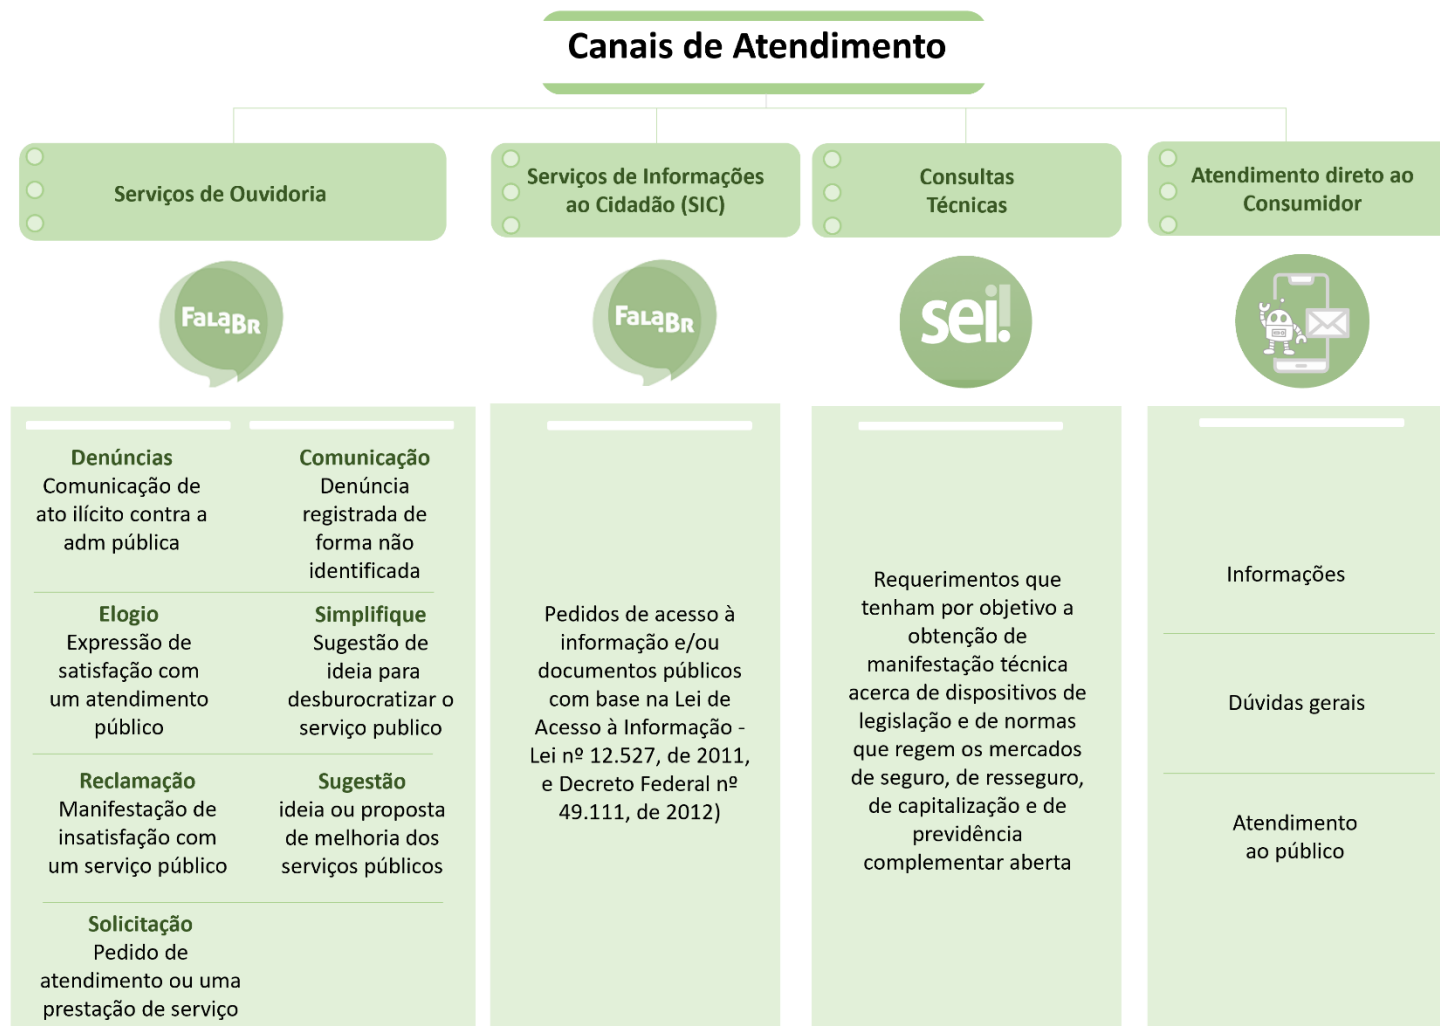 Canais de Atendimento
Serviços de Ouvidoria
FaLa.BR
Denúncias
Comunicação de
ato ilícito contra a
adm pública
Comunicação
Denúncia
registrada de
forma não
identificada
Elogio
Expressão de
satisfação com
um atendimento
público
Simplifique
Sugestão de
ideia para
desburocratizar o
serviço publico
Reclamação
Manifestação de
insatisfação com
um serviço público
Sugestão
ideia ou proposta
de melhoria dos
serviços públicos
Solicitação
Pedido de
atendimento ou uma
prestação de serviço
Serviços de Informações
ao Cidadão (SIC)
FaLa.BR
Pedidos de acesso à
informação e/ou
documentos públicos
com base na Lei de
Acesso à Informação -
Lei nº 12.527, de 2011,
e Decreto Federal nº
49.111, de 2012)
Consultas
Técnicas
sei!
Requerimentos que
tenham por objetivo a
obtenção de
manifestação técnica
acerca de dispositivos de
legislação e de normas
que regem os mercados
de seguro, de resseguro,
de capitalização e de
previdência
complementar aberta
Atendimento direto ao
Consumidor
Informações
Dúvidas gerais
Atendimento
ao público